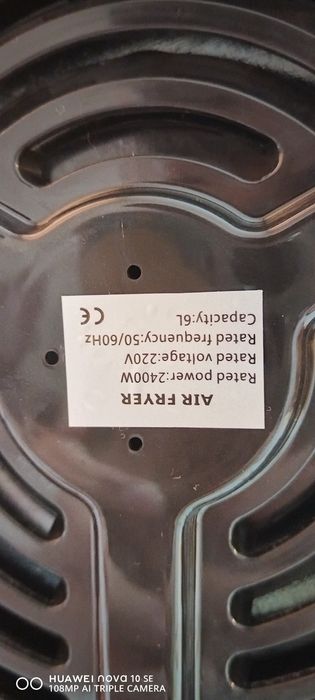 AIR FRYER
Rated power:2400W
Rated voltage:220V
Rated frequency:50/60Hz
Capacity:6L
CE
HUAWEI nova 10 SE
108MP AI TRIPLE CAMERA